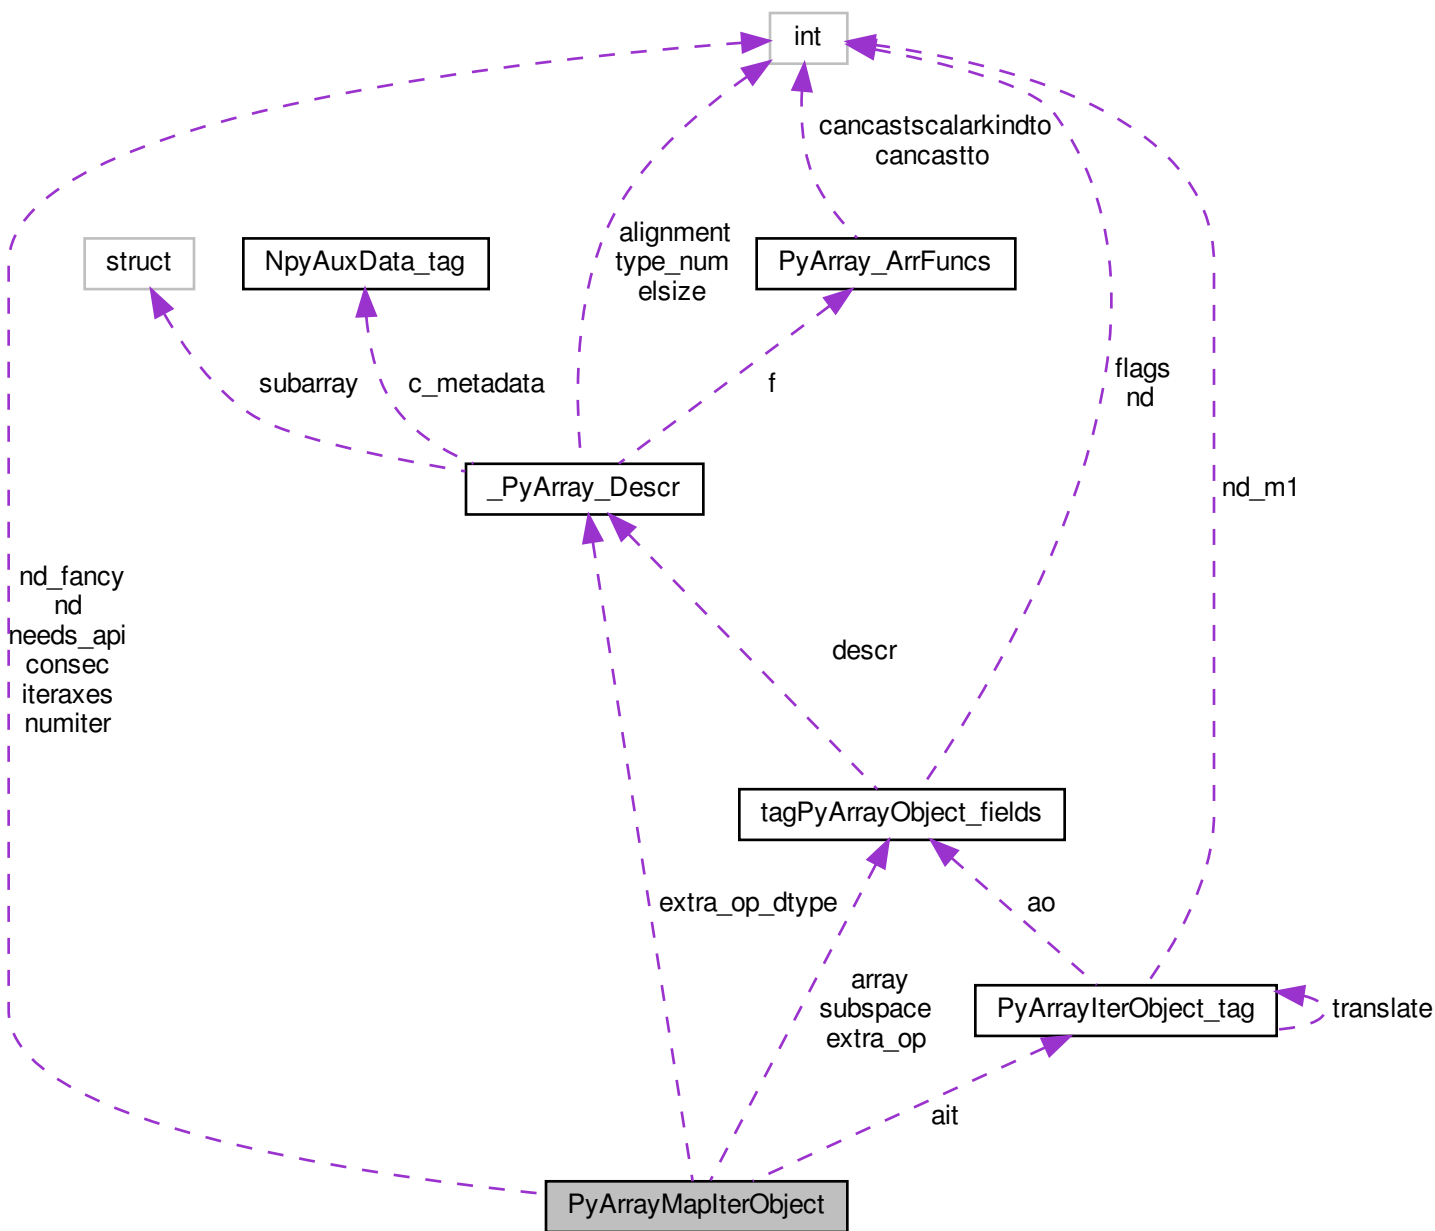 int
cancastscalarkindto
cancastto
alignment
type_num
elsize
struct
NpyAuxData_tag
PyArray_ArrFuncs
subarray
c_metadata
f
flags
nd
_PyArray_Descr
nd_m1
nd_fancy
nd
needs_api
consec
iteraxes
numiter
descr
tagPyArrayObject_fields
extra_op_dtype
ao
array
subspace
extra_op
PyArrayIterObject_tag
translate
ait
PyArrayMapIterObject